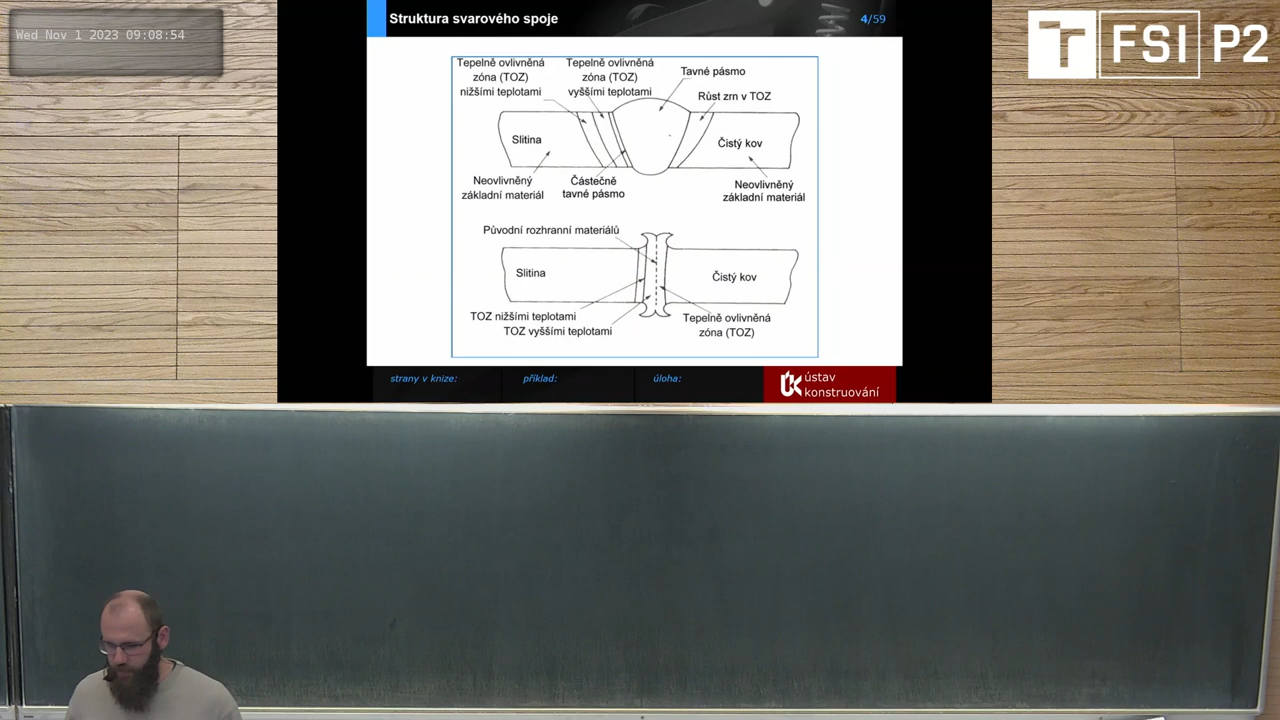 Wed Nov 1 2023 09:08:54
Struktura svarového spoje
4/59
FSI P2
Tepelně ovlivněná
zóna (TOZ)
nižšími teplotami
Tepelně ovlivněná
zóna (TOZ)
vyššími teplotami
Tavné pásmo
Růst zrn v TOZ
Slitina
Čistý kov
Neovlivněný
základní materiál
Částečně
tavné pásmo
Neovlivněný
základní materiál
Původní rozhranní materiálů
Slitina
Čistý kov
TOZ nižšími teplotami
TOZ vyššími teplotami
Tepelně ovlivněná
zóna (TOZ)
strany v knize:
příklad:
úloha:
ústav
konstruování